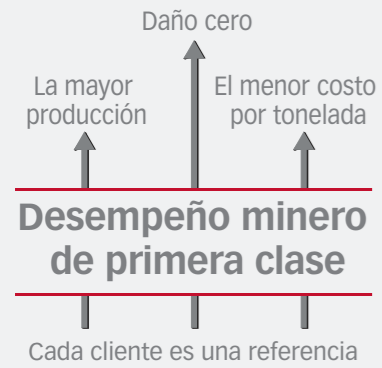 Daño cero
La mayor
producción
El menor costo
por tonelada
Desempeño minero
de primera clase
Cada cliente es una referencia